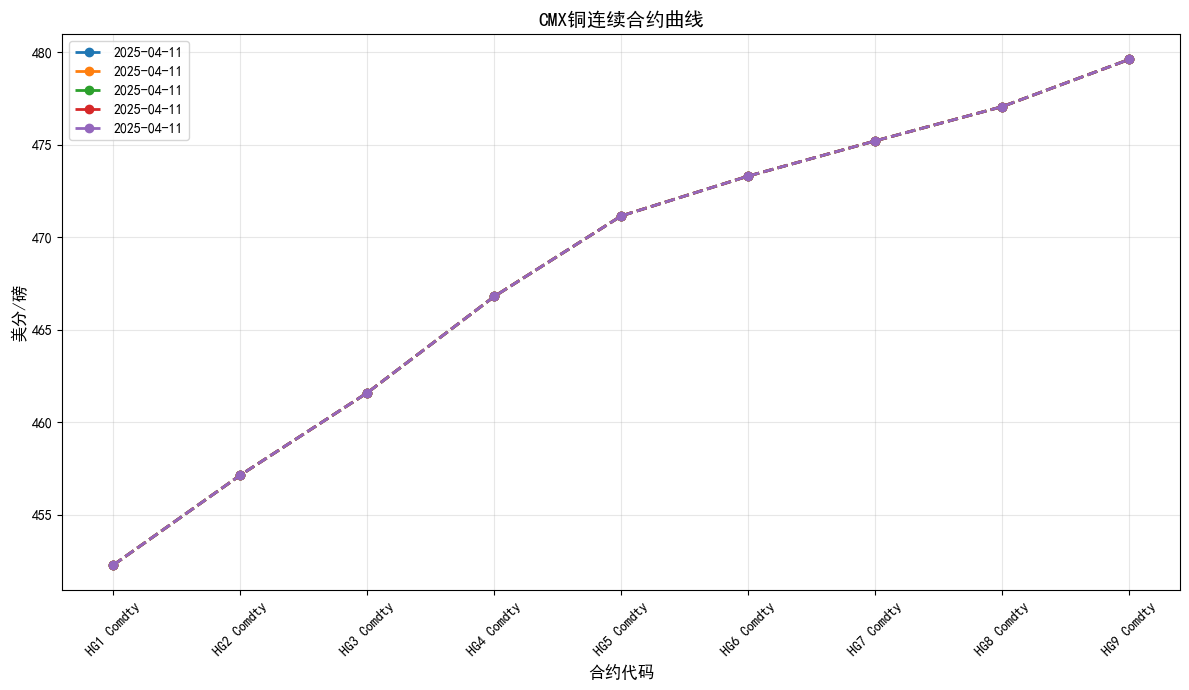 CMX铜连续合约曲线
2025-04-11
2025-04-11
2025-04-11
2025-04-11
2025-04-11
美分/磅
480
475
470
465
460
455
HG1 Comdty
HG2 Comdty
HG3 Comdty
HG4 Comdty
HG5 Comdty
HG6 Comdty
HG7 Comdty
HG8 Comdty
HG9 Comdty
合约代码